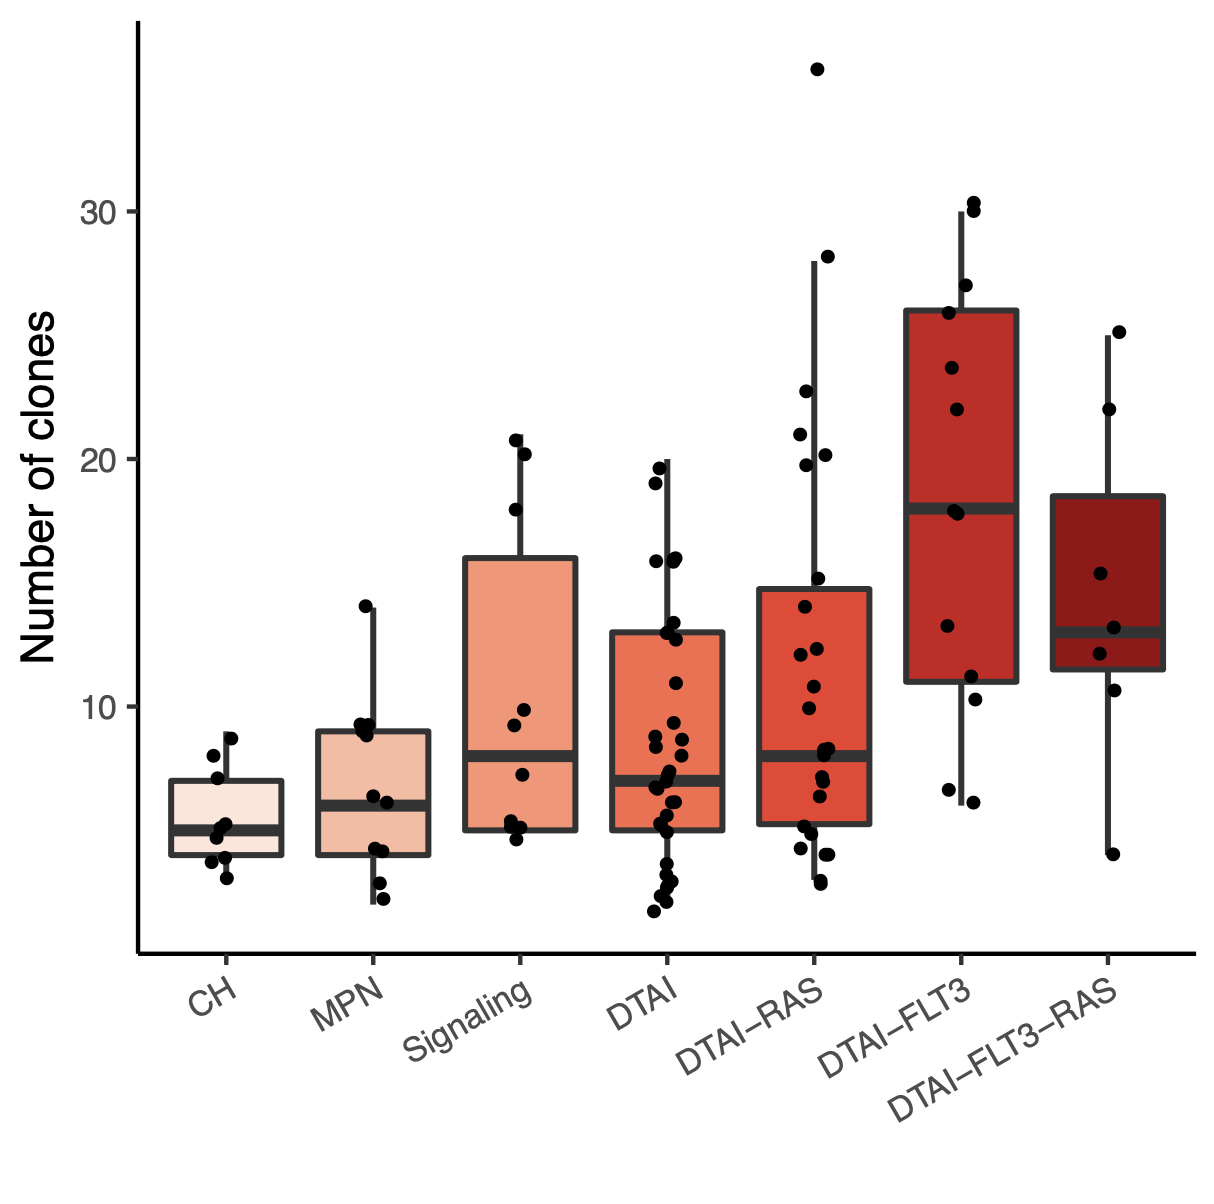 Number of clones
30
20
10
CH
MPN
Signaling
DTAI
DTAI−RAS
DTAI−FLT3
DTAI−FLT3−RAS